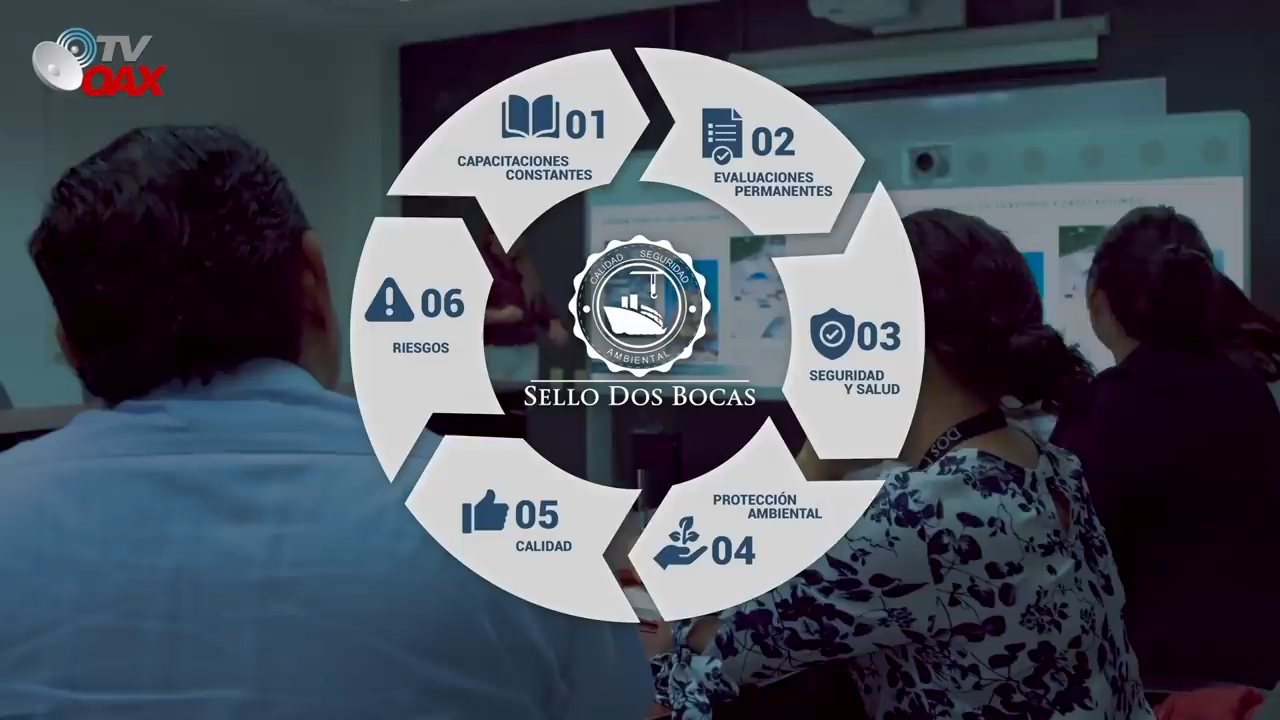 TV
OAX
01
CAPACITACIONES
CONSTANTES
02
EVALUACIONES
PERMANENTES
03
SEGURIDAD
Y SALUD
PROTECCIÓN
AMBIENTAL
04
05
CALIDAD
06
RIESGOS
CALIDAD SEGURIDAD
AMBIENTAL
SELLO DOS BOCAS
DOS